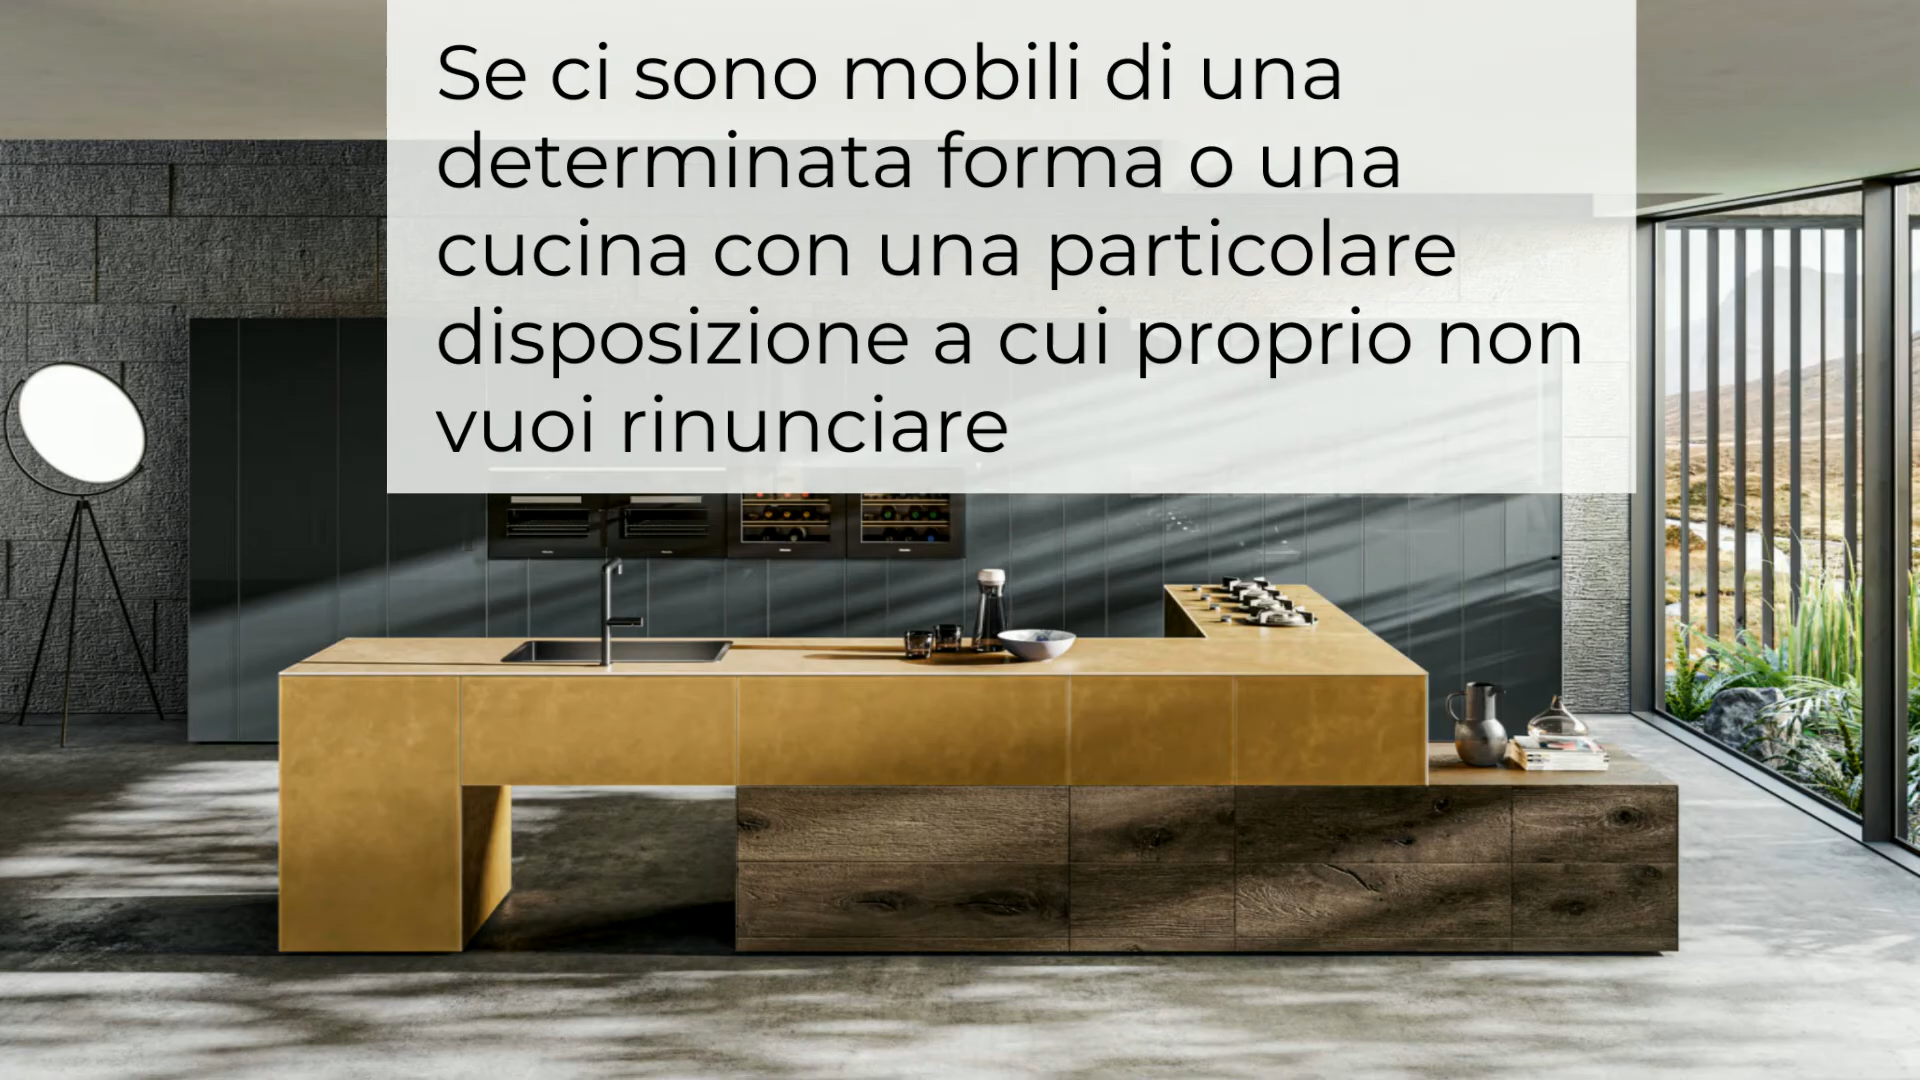 Se ci sono mobili di una
determinata forma o una
cucina con una particolare
disposizione a cui proprio non
vuoi rinunciare